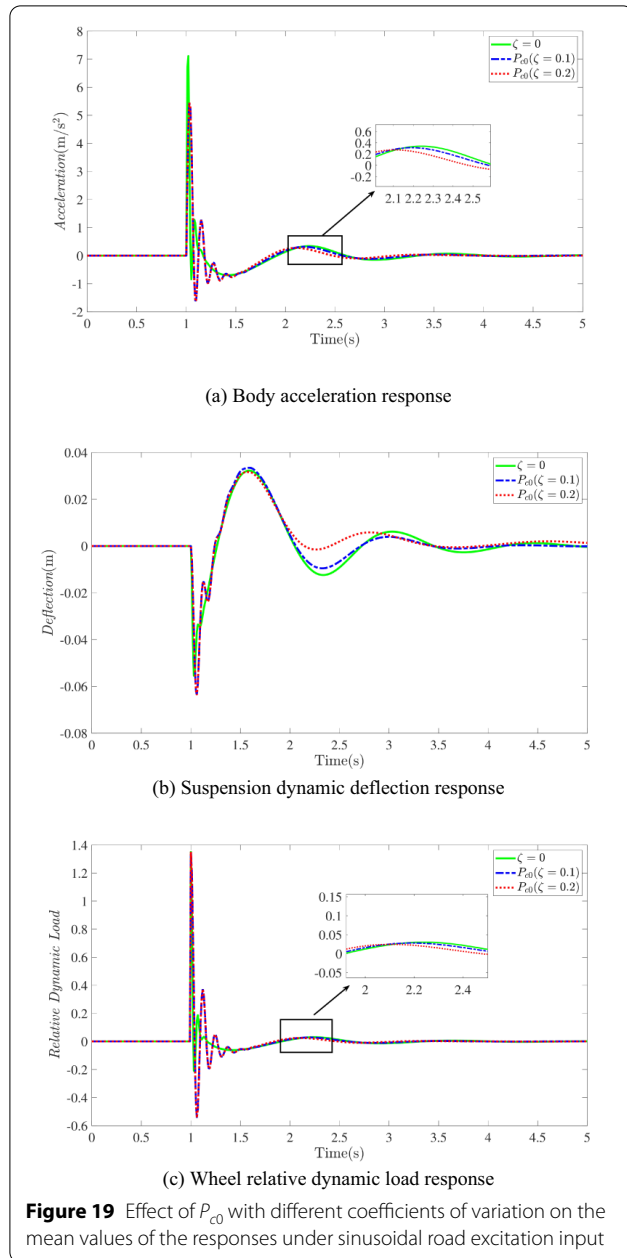 8
7
6
5
4
3
2
1
0
-1
-2
Acceleration(m/s²)
ζ = 0
P_c0(ζ = 0.1)
P_c0(ζ = 0.2)
0.6
0.4
0.2
0
-0.2
2.1 2.2 2.3 2.4 2.5
0 0.5 1 1.5 2 2.5 3 3.5 4 4.5 5
Time(s)
(a) Body acceleration response
0.04
0.02
0
-0.02
-0.04
-0.06
-0.08
Deflection(m)
ζ = 0
P_c0(ζ = 0.1)
P_c0(ζ = 0.2)
0 0.5 1 1.5 2 2.5 3 3.5 4 4.5 5
Time(s)
(b) Suspension dynamic deflection response
1.4
1.2
1
0.8
0.6
0.4
0.2
0
-0.2
-0.4
-0.6
Relative Dynamic Load
ζ = 0
P_c0(ζ = 0.1)
P_c0(ζ = 0.2)
0.15
0.1
0.05
0
-0.05
2 2.2 2.4
0 0.5 1 1.5 2 2.5 3 3.5 4 4.5 5
Time(s)
(c) Wheel relative dynamic load response
Figure 19 Effect of P_c0 with different coefficients of variation on the
mean values of the responses under sinusoidal road excitation input